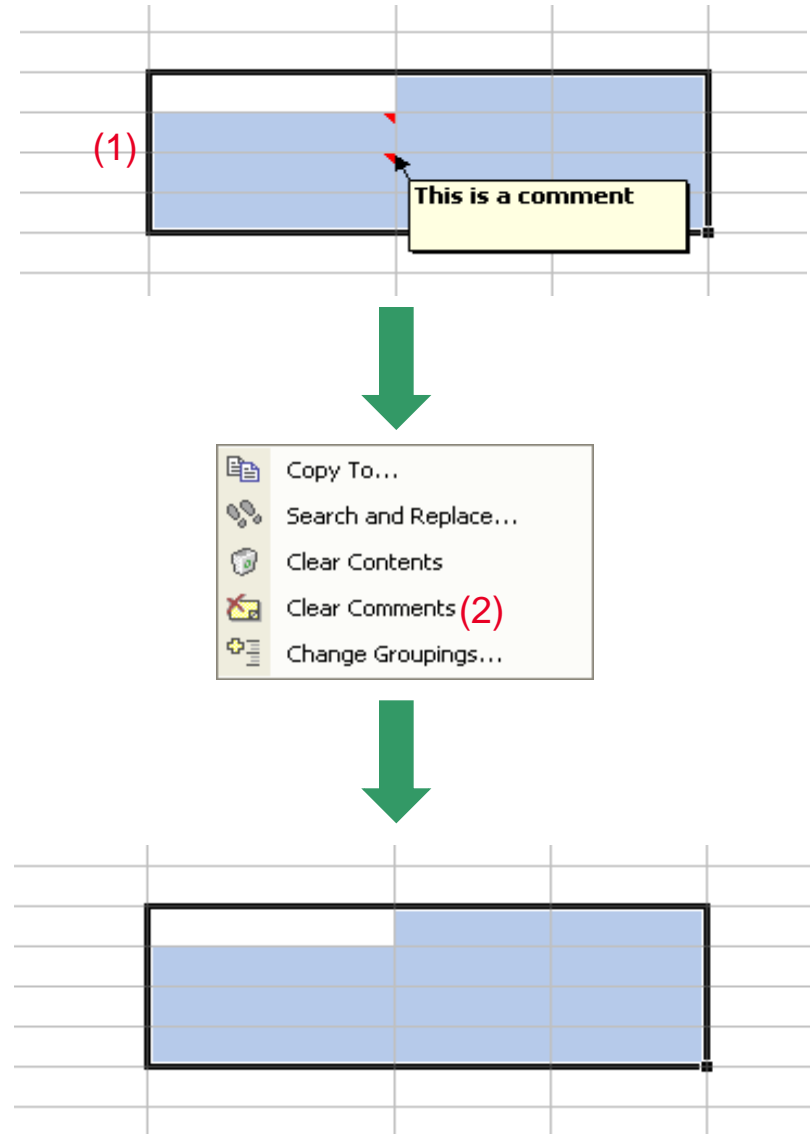 (1)
This is a comment
Copy To...
Search and Replace...
Clear Contents
Clear Comments (2)
Change Groupings...